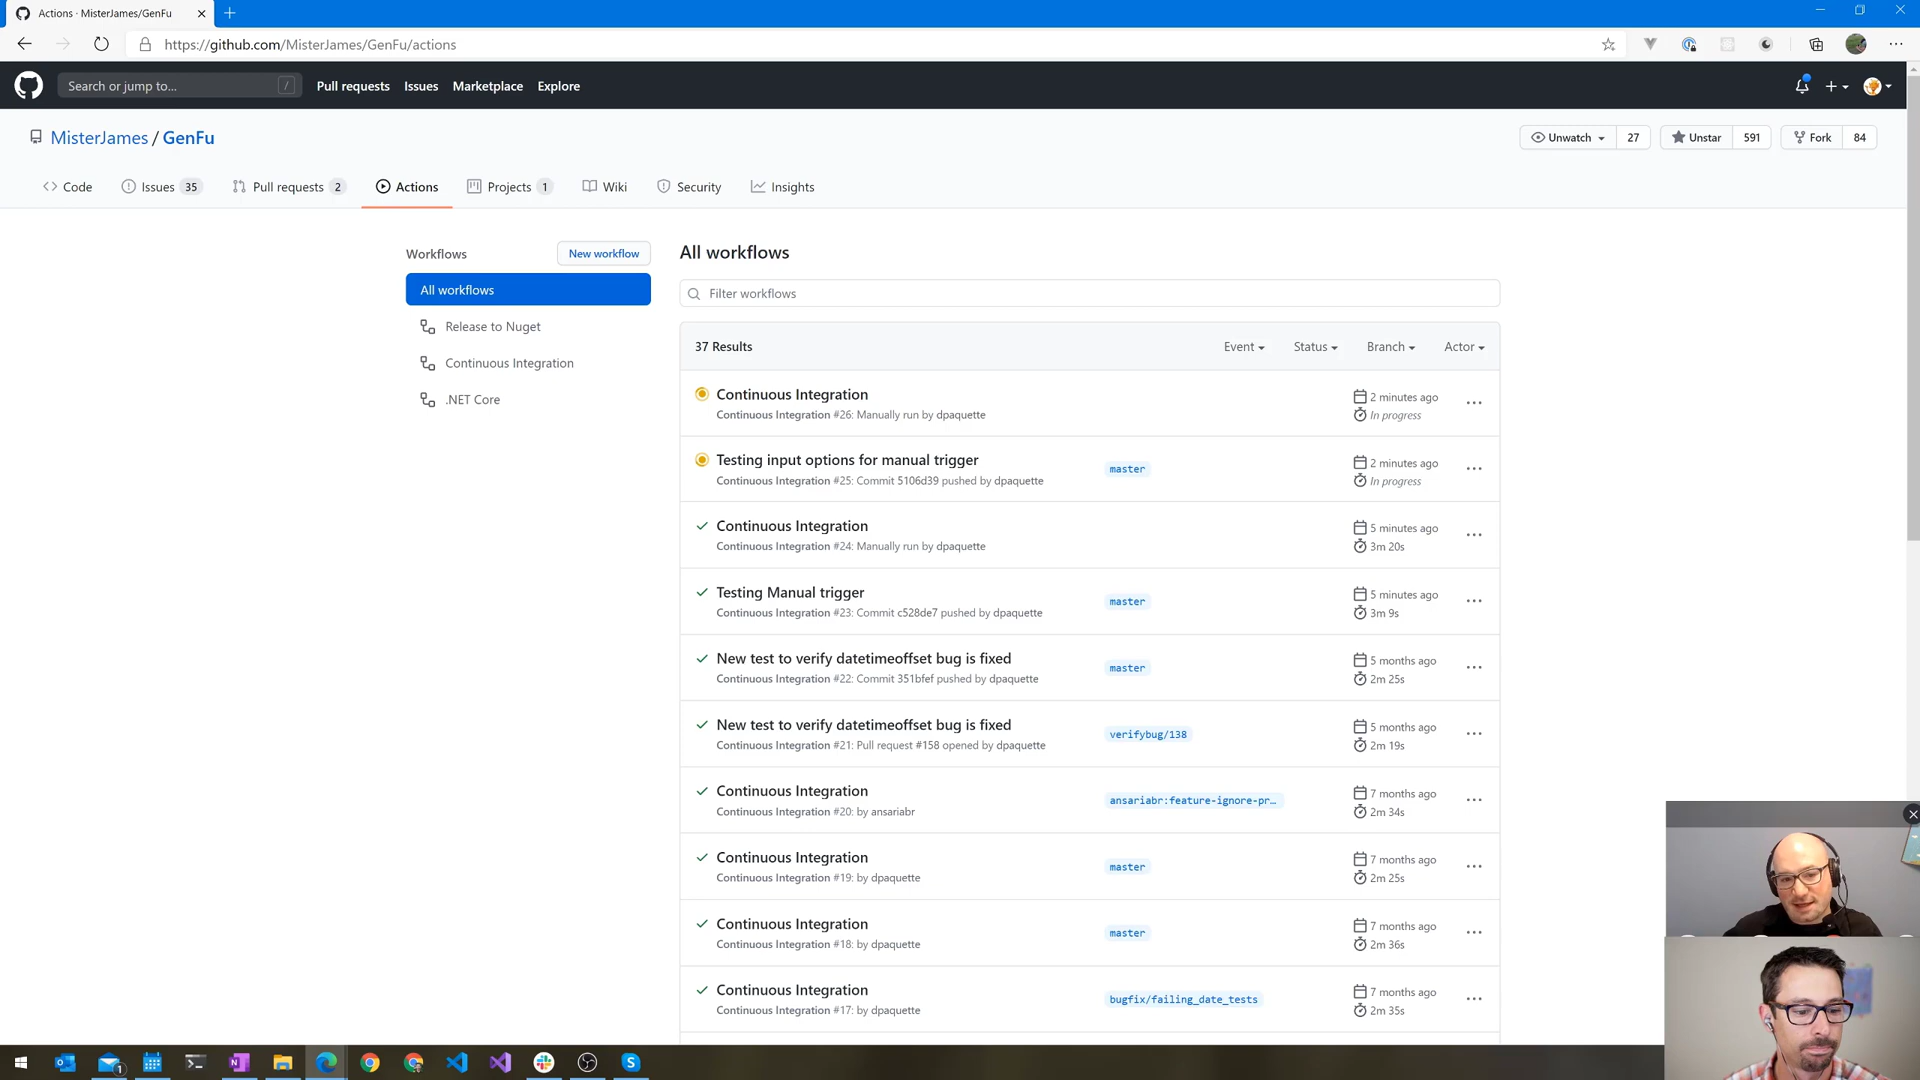 Actions · MisterJames/GenFu
https://github.com/MisterJames/GenFu/actions
Search or jump to... /
Pull requests Issues Marketplace Explore
MisterJames / GenFu
Unwatch 27 Unstar 591 Fork 84
Code Issues 35 Pull requests 2 Actions Projects 1 Wiki Security Insights
Workflows New workflow
All workflows
Release to Nuget
Continuous Integration
.NET Core
All workflows
Filter workflows
37 Results Event Status Branch Actor
Continuous Integration 2 minutes ago
Continuous Integration #26: Manually run by dpaquette In progress
Testing input options for manual trigger master 2 minutes ago
Continuous Integration #25: Commit 5106d39 pushed by dpaquette In progress
Continuous Integration 5 minutes ago
Continuous Integration #24: Manually run by dpaquette 3m 20s
Testing Manual trigger master 5 minutes ago
Continuous Integration #23: Commit c528de7 pushed by dpaquette 3m 9s
New test to verify datetimeoffset bug is fixed master 5 months ago
Continuous Integration #22: Commit 351bfef pushed by dpaquette 2m 25s
New test to verify datetimeoffset bug is fixed verifybug/138 5 months ago
Continuous Integration #21: Pull request #158 opened by dpaquette 2m 19s
Continuous Integration ansariabr:feature-ignore-pr... 7 months ago
Continuous Integration #20: by ansariabr 2m 34s
Continuous Integration master 7 months ago
Continuous Integration #19: by dpaquette 2m 25s
Continuous Integration master 7 months ago
Continuous Integration #18: by dpaquette 2m 36s
Continuous Integration bugfix/failing_date_tests 7 months ago
Continuous Integration #17: by dpaquette 2m 35s
1